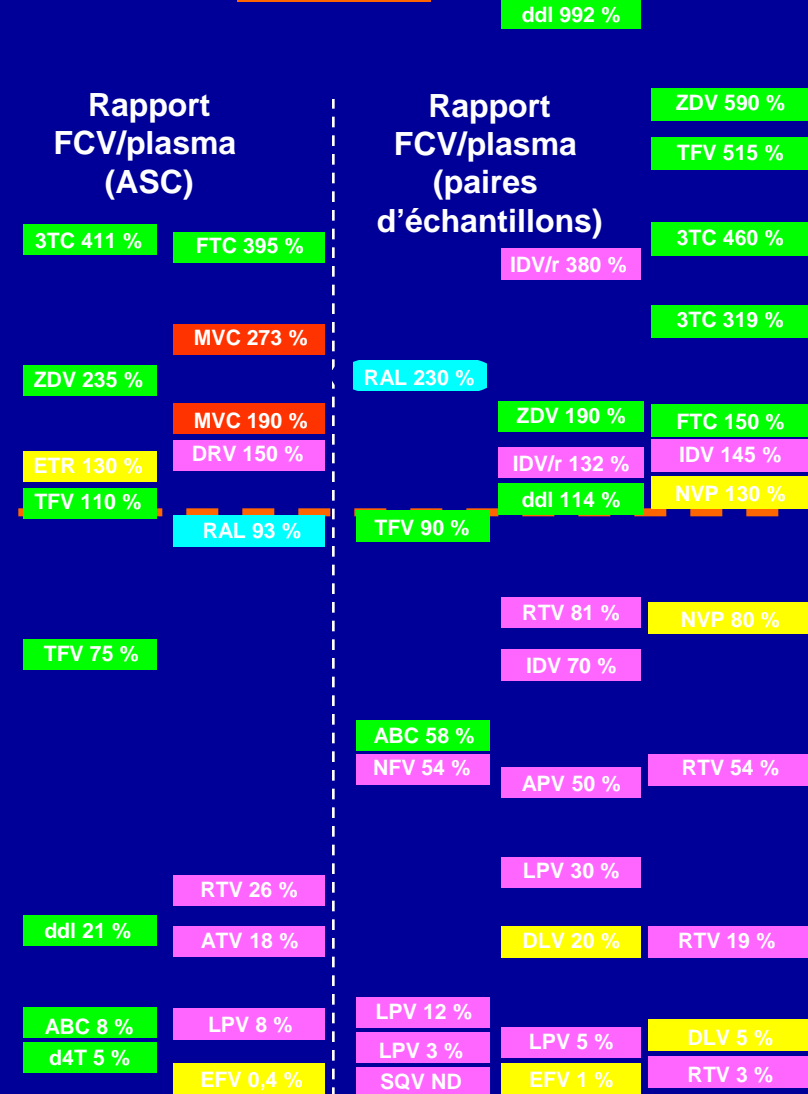 ddl 992 %
Rapport
FCV/plasma
(ASC)
3TC 411 %
FTC 395 %
MVC 273 %
ZDV 235 %
MVC 190 %
DRV 150 %
ETR 130 %
TFV 110 %
RAL 93 %
TFV 75 %
RTV 26 %
ddl 21 %
ATV 18 %
ABC 8 %
LPV 8 %
d4T 5 %
EFV 0,4 %
Rapport
FCV/plasma
(paires
d’échantillons)
ZDV 590 %
TFV 515 %
3TC 460 %
IDV/r 380 %
3TC 319 %
RAL 230 %
ZDV 190 %
FTC 150 %
IDV/r 132 %
IDV 145 %
ddl 114 %
NVP 130 %
TFV 90 %
RTV 81 %
NVP 80 %
IDV 70 %
ABC 58 %
NFV 54 %
APV 50 %
RTV 54 %
LPV 30 %
DLV 20 %
RTV 19 %
LPV 12 %
LPV 3 %
LPV 5 %
DLV 5 %
SQV ND
EFV 1 %
RTV 3 %